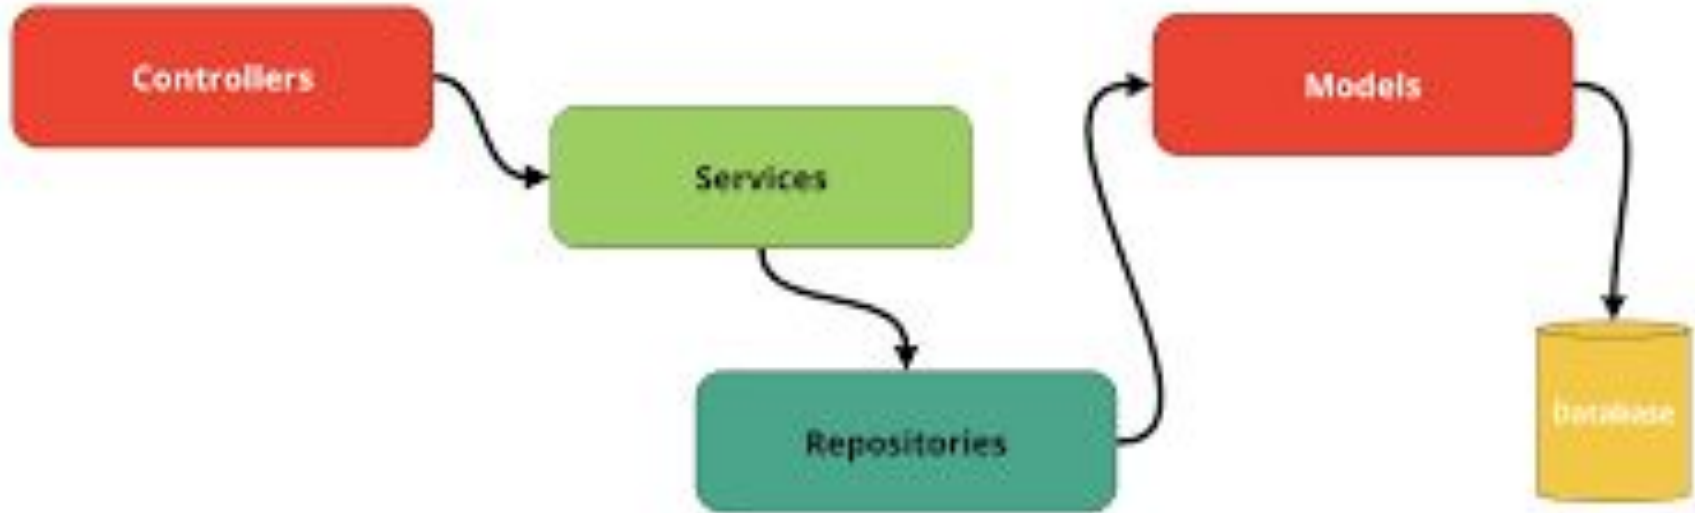 Controllers
Services
Repositories
Models
Database